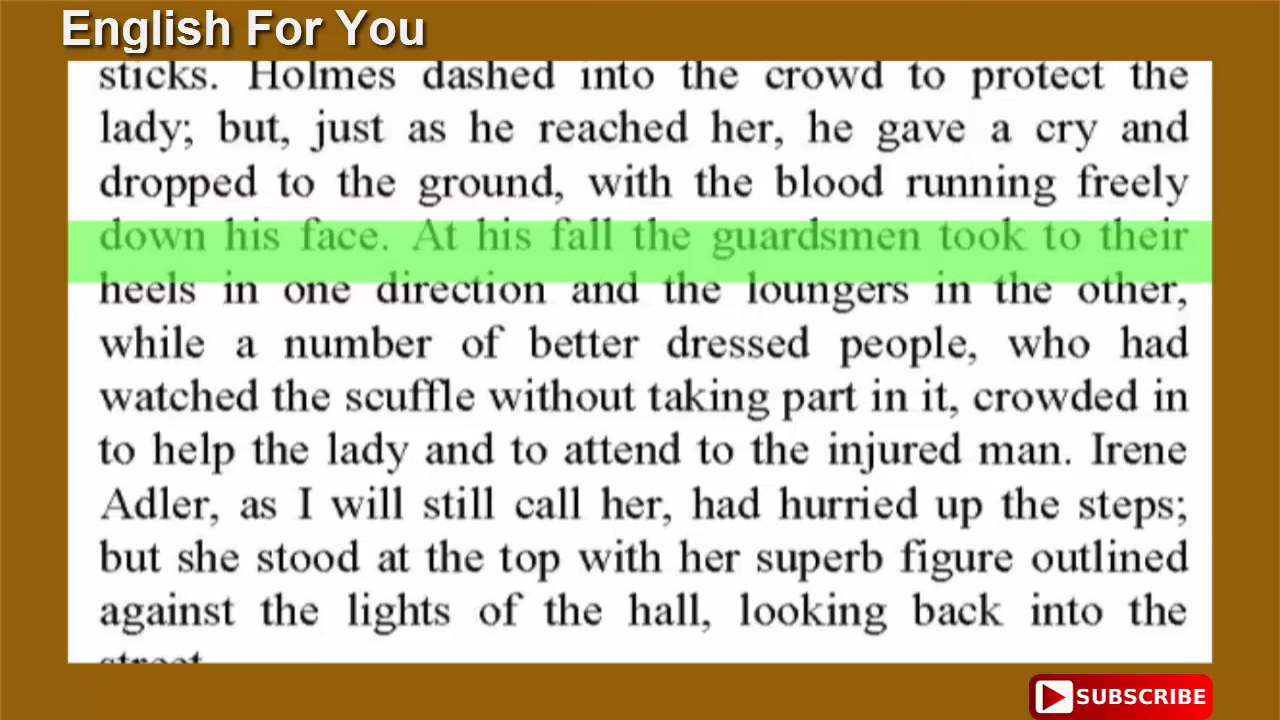 English For You
sticks. Holmes dashed into the crowd to protect the
lady; but, just as he reached her, he gave a cry and
dropped to the ground, with the blood running freely
down his face. At his fall the guardsmen took to their
heels in one direction and the loungers in the other,
while a number of better dressed people, who had
watched the scuffle without taking part in it, crowded in
to help the lady and to attend to the injured man. Irene
Adler, as I will still call her, had hurried up the steps;
but she stood at the top with her superb figure outlined
against the lights of the hall, looking back into the
street.
SUBSCRIBE